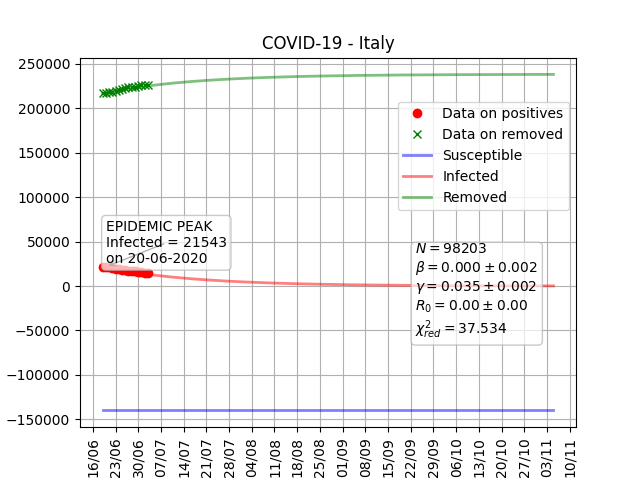 COVID-19 - Italy
250000
200000
150000
100000
50000
0
−50000
−100000
−150000
Data on positives
Data on removed
Susceptible
Infected
Removed
EPIDEMIC PEAK
Infected = 21543
on 20-06-2020
N = 98203
β = 0.000 ± 0.002
γ = 0.035 ± 0.002
R₀ = 0.00 ± 0.00
χ²red = 37.534
16/06
23/06
30/06
07/07
14/07
21/07
28/07
04/08
11/08
18/08
25/08
01/09
08/09
15/09
22/09
29/09
06/10
13/10
20/10
27/10
03/11
10/11